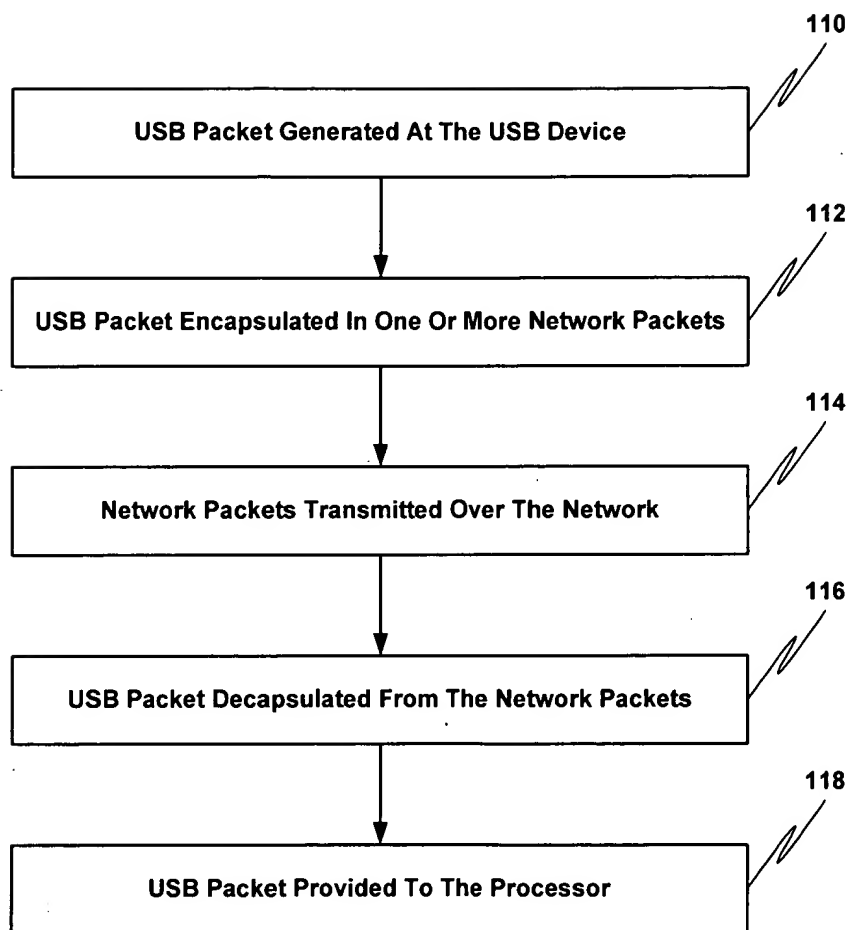 110
USB Packet Generated At The USB Device
112
USB Packet Encapsulated In One Or More Network Packets
114
Network Packets Transmitted Over The Network
116
USB Packet Decapsulated From The Network Packets
118
USB Packet Provided To The Processor